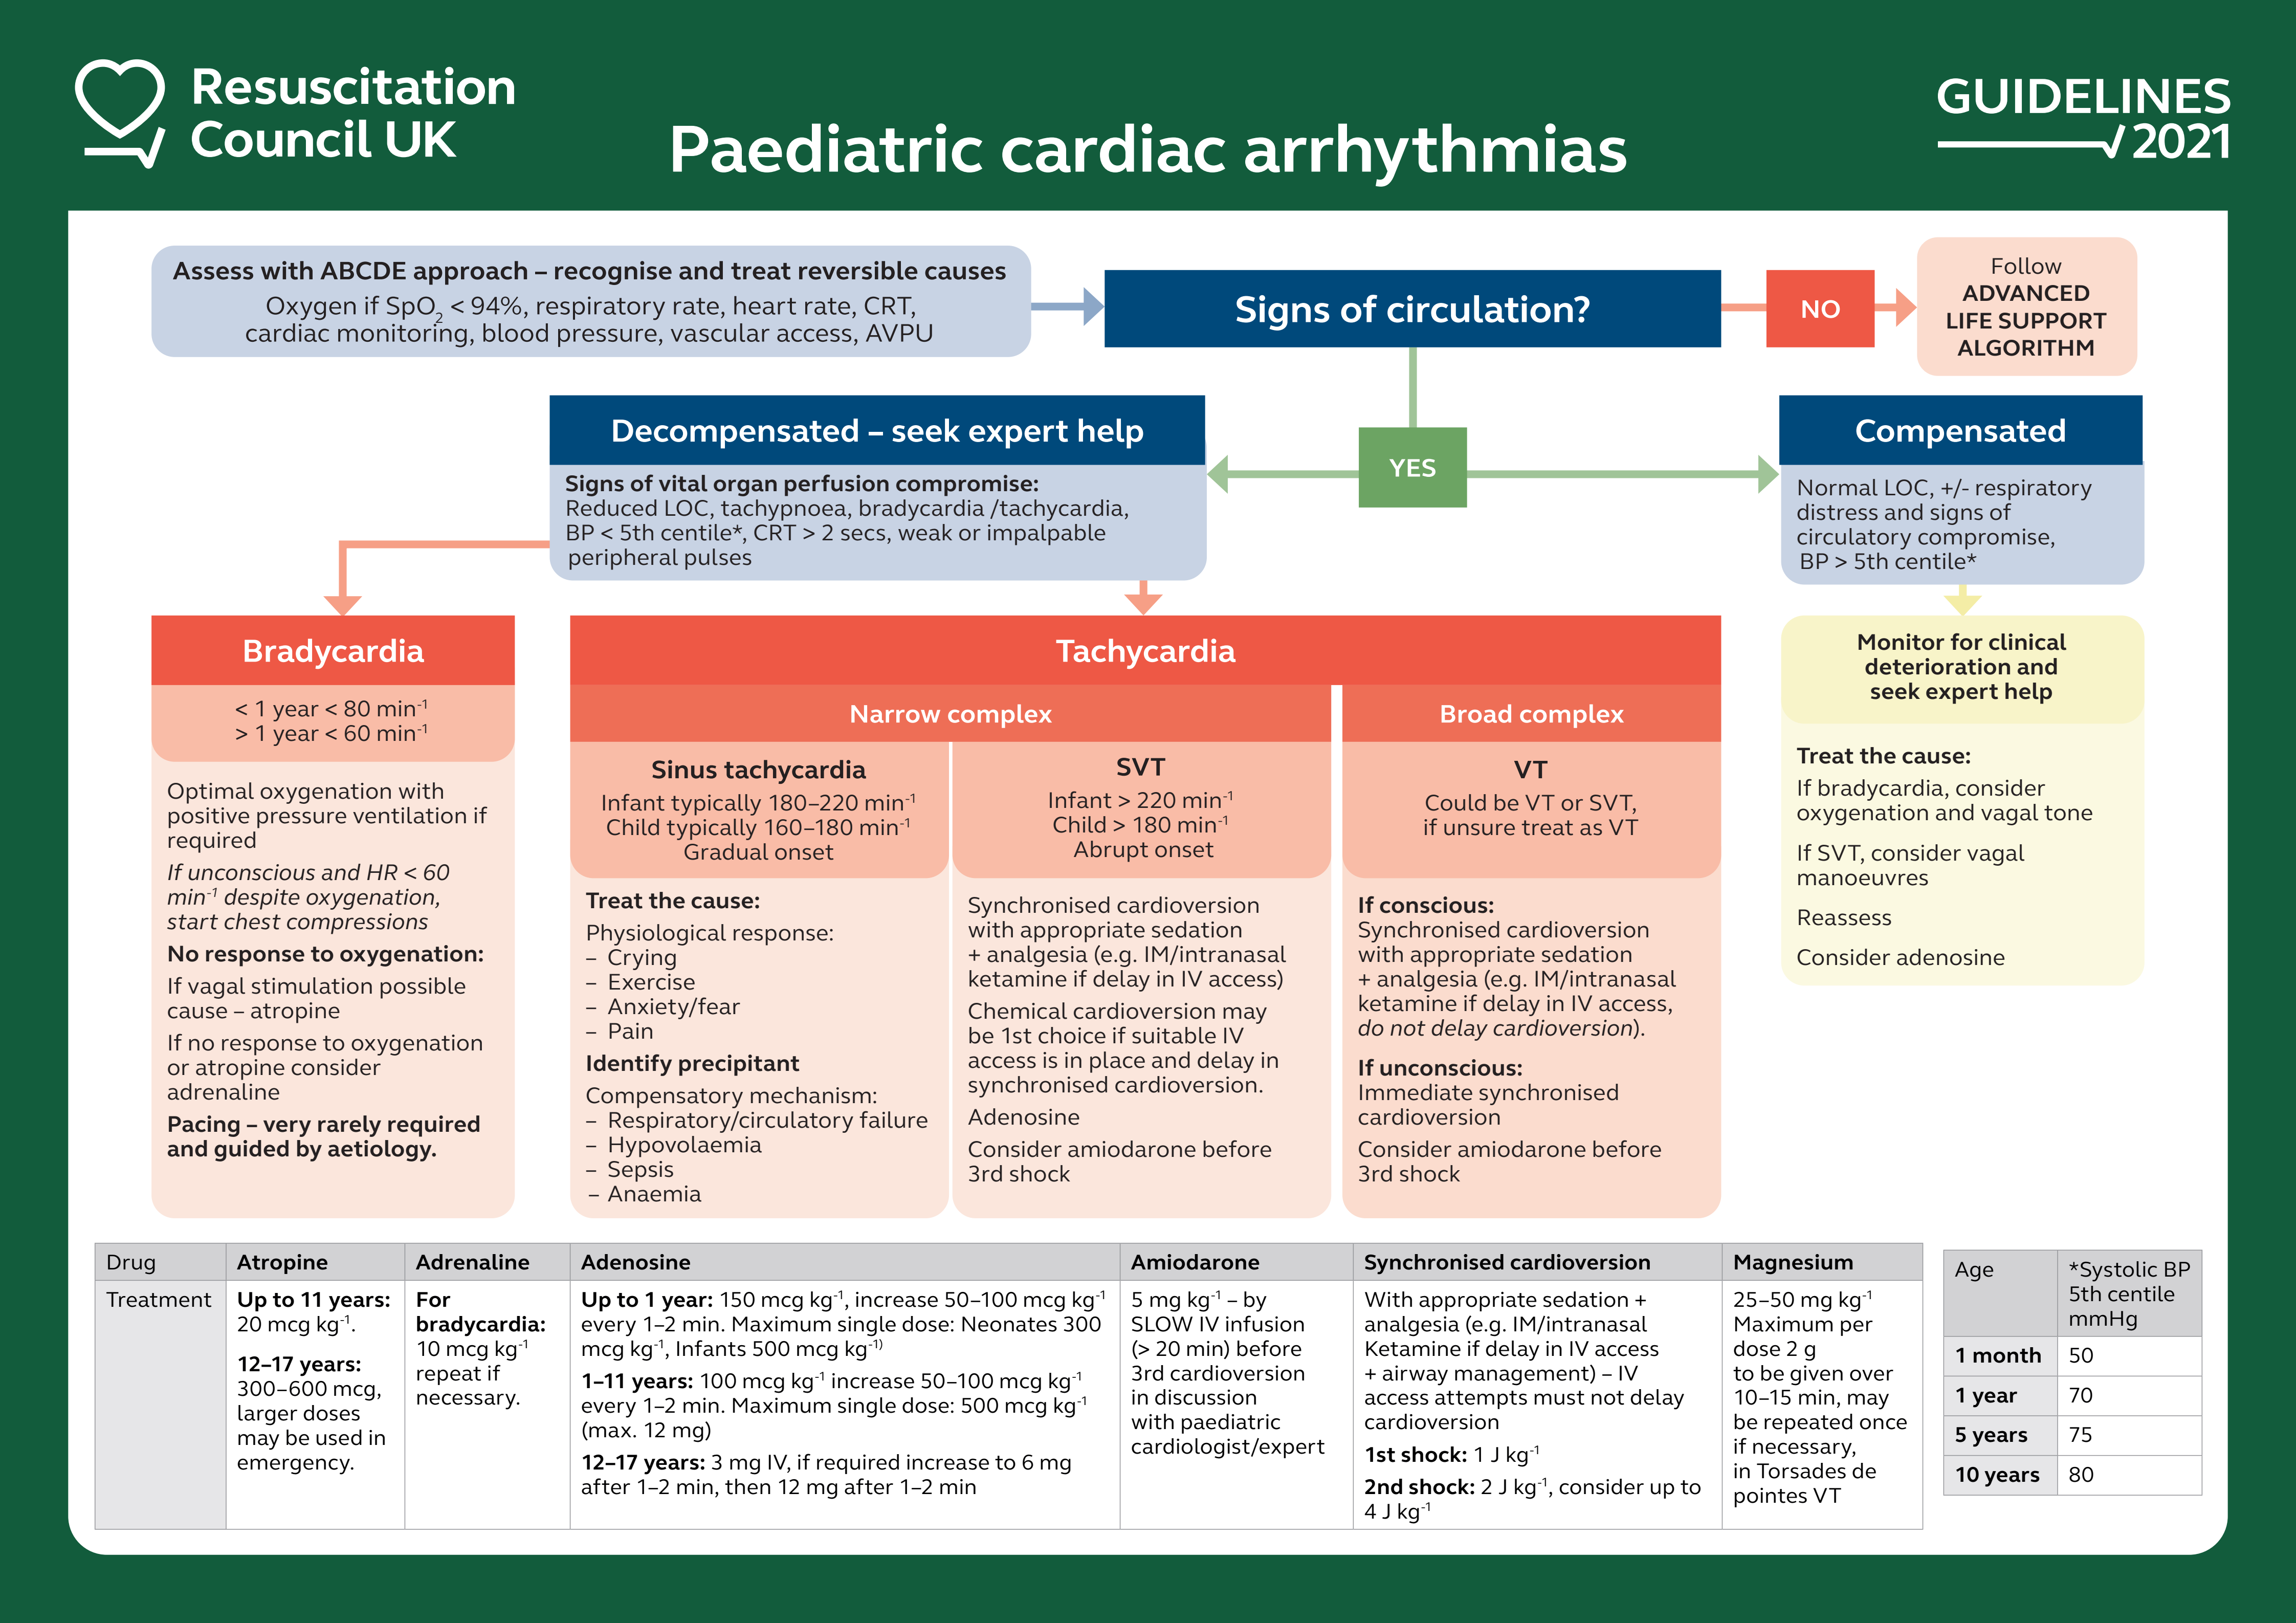 Resuscitation
Council UK
Paediatric cardiac arrhythmias
GUIDELINES
2021
Assess with ABCDE approach – recognise and treat reversible causes
Oxygen if SpO₂ < 94%, respiratory rate, heart rate, CRT,
cardiac monitoring, blood pressure, vascular access, AVPU
Signs of circulation?
NO
Follow
ADVANCED
LIFE SUPPORT
ALGORITHM
YES
Decompensated – seek expert help
Signs of vital organ perfusion compromise:
Reduced LOC, tachypnoea, bradycardia /tachycardia,
BP < 5th centile*, CRT > 2 secs, weak or impalpable
peripheral pulses
Compensated
Normal LOC, +/- respiratory
distress and signs of
circulatory compromise,
BP > 5th centile*
Bradycardia
< 1 year < 80 min⁻¹
> 1 year < 60 min⁻¹
Optimal oxygenation with
positive pressure ventilation if
required
If unconscious and HR < 60
min⁻¹ despite oxygenation,
start chest compressions
No response to oxygenation:
If vagal stimulation possible
cause – atropine
If no response to oxygenation
or atropine consider
adrenaline
Pacing – very rarely required
and guided by aetiology.
Tachycardia
Narrow complex
Broad complex
Sinus tachycardia
Infant typically 180–220 min⁻¹
Child typically 160–180 min⁻¹
Gradual onset
Treat the cause:
Physiological response:
– Crying
– Exercise
– Anxiety/fear
– Pain
Identify precipitant
Compensatory mechanism:
– Respiratory/circulatory failure
– Hypovolaemia
– Sepsis
– Anaemia
SVT
Infant > 220 min⁻¹
Child > 180 min⁻¹
Abrupt onset
Synchronised cardioversion
with appropriate sedation
+ analgesia (e.g. IM/intranasal
ketamine if delay in IV access)
Chemical cardioversion may
be 1st choice if suitable IV
access is in place and delay in
synchronised cardioversion.
Adenosine
Consider amiodarone before
3rd shock
VT
Could be VT or SVT,
if unsure treat as VT
If conscious:
Synchronised cardioversion
with appropriate sedation
+ analgesia (e.g. IM/intranasal
ketamine if delay in IV access,
do not delay cardioversion).
If unconscious:
Immediate synchronised
cardioversion
Consider amiodarone before
3rd shock
Monitor for clinical
deterioration and
seek expert help
Treat the cause:
If bradycardia, consider
oxygenation and vagal tone
If SVT, consider vagal
manoeuvres
Reassess
Consider adenosine
Drug
Treatment
Atropine
Up to 11 years:
20 mcg kg⁻¹.
12–17 years:
300–600 mcg,
larger doses
may be used in
emergency.
Adrenaline
For
bradycardia:
10 mcg kg⁻¹
repeat if
necessary.
Adenosine
Up to 1 year: 150 mcg kg⁻¹, increase 50–100 mcg kg⁻¹
every 1–2 min. Maximum single dose: Neonates 300
mcg kg⁻¹, Infants 500 mcg kg⁻¹⁾
1–11 years: 100 mcg kg⁻¹ increase 50–100 mcg kg⁻¹
every 1–2 min. Maximum single dose: 500 mcg kg⁻¹
(max. 12 mg)
12–17 years: 3 mg IV, if required increase to 6 mg
after 1–2 min, then 12 mg after 1–2 min
Amiodarone
5 mg kg⁻¹ – by
SLOW IV infusion
(> 20 min) before
3rd cardioversion
in discussion
with paediatric
cardiologist/expert
Synchronised cardioversion
With appropriate sedation +
analgesia (e.g. IM/intranasal
Ketamine if delay in IV access
+ airway management) – IV
access attempts must not delay
cardioversion
1st shock: 1 J kg⁻¹
2nd shock: 2 J kg⁻¹, consider up to
4 J kg⁻¹
Magnesium
25–50 mg kg⁻¹
Maximum per
dose 2 g
to be given over
10–15 min, may
be repeated once
if necessary,
in Torsades de
pointes VT
Age
*Systolic BP
5th centile
mmHg
1 month 50
1 year 70
5 years 75
10 years 80